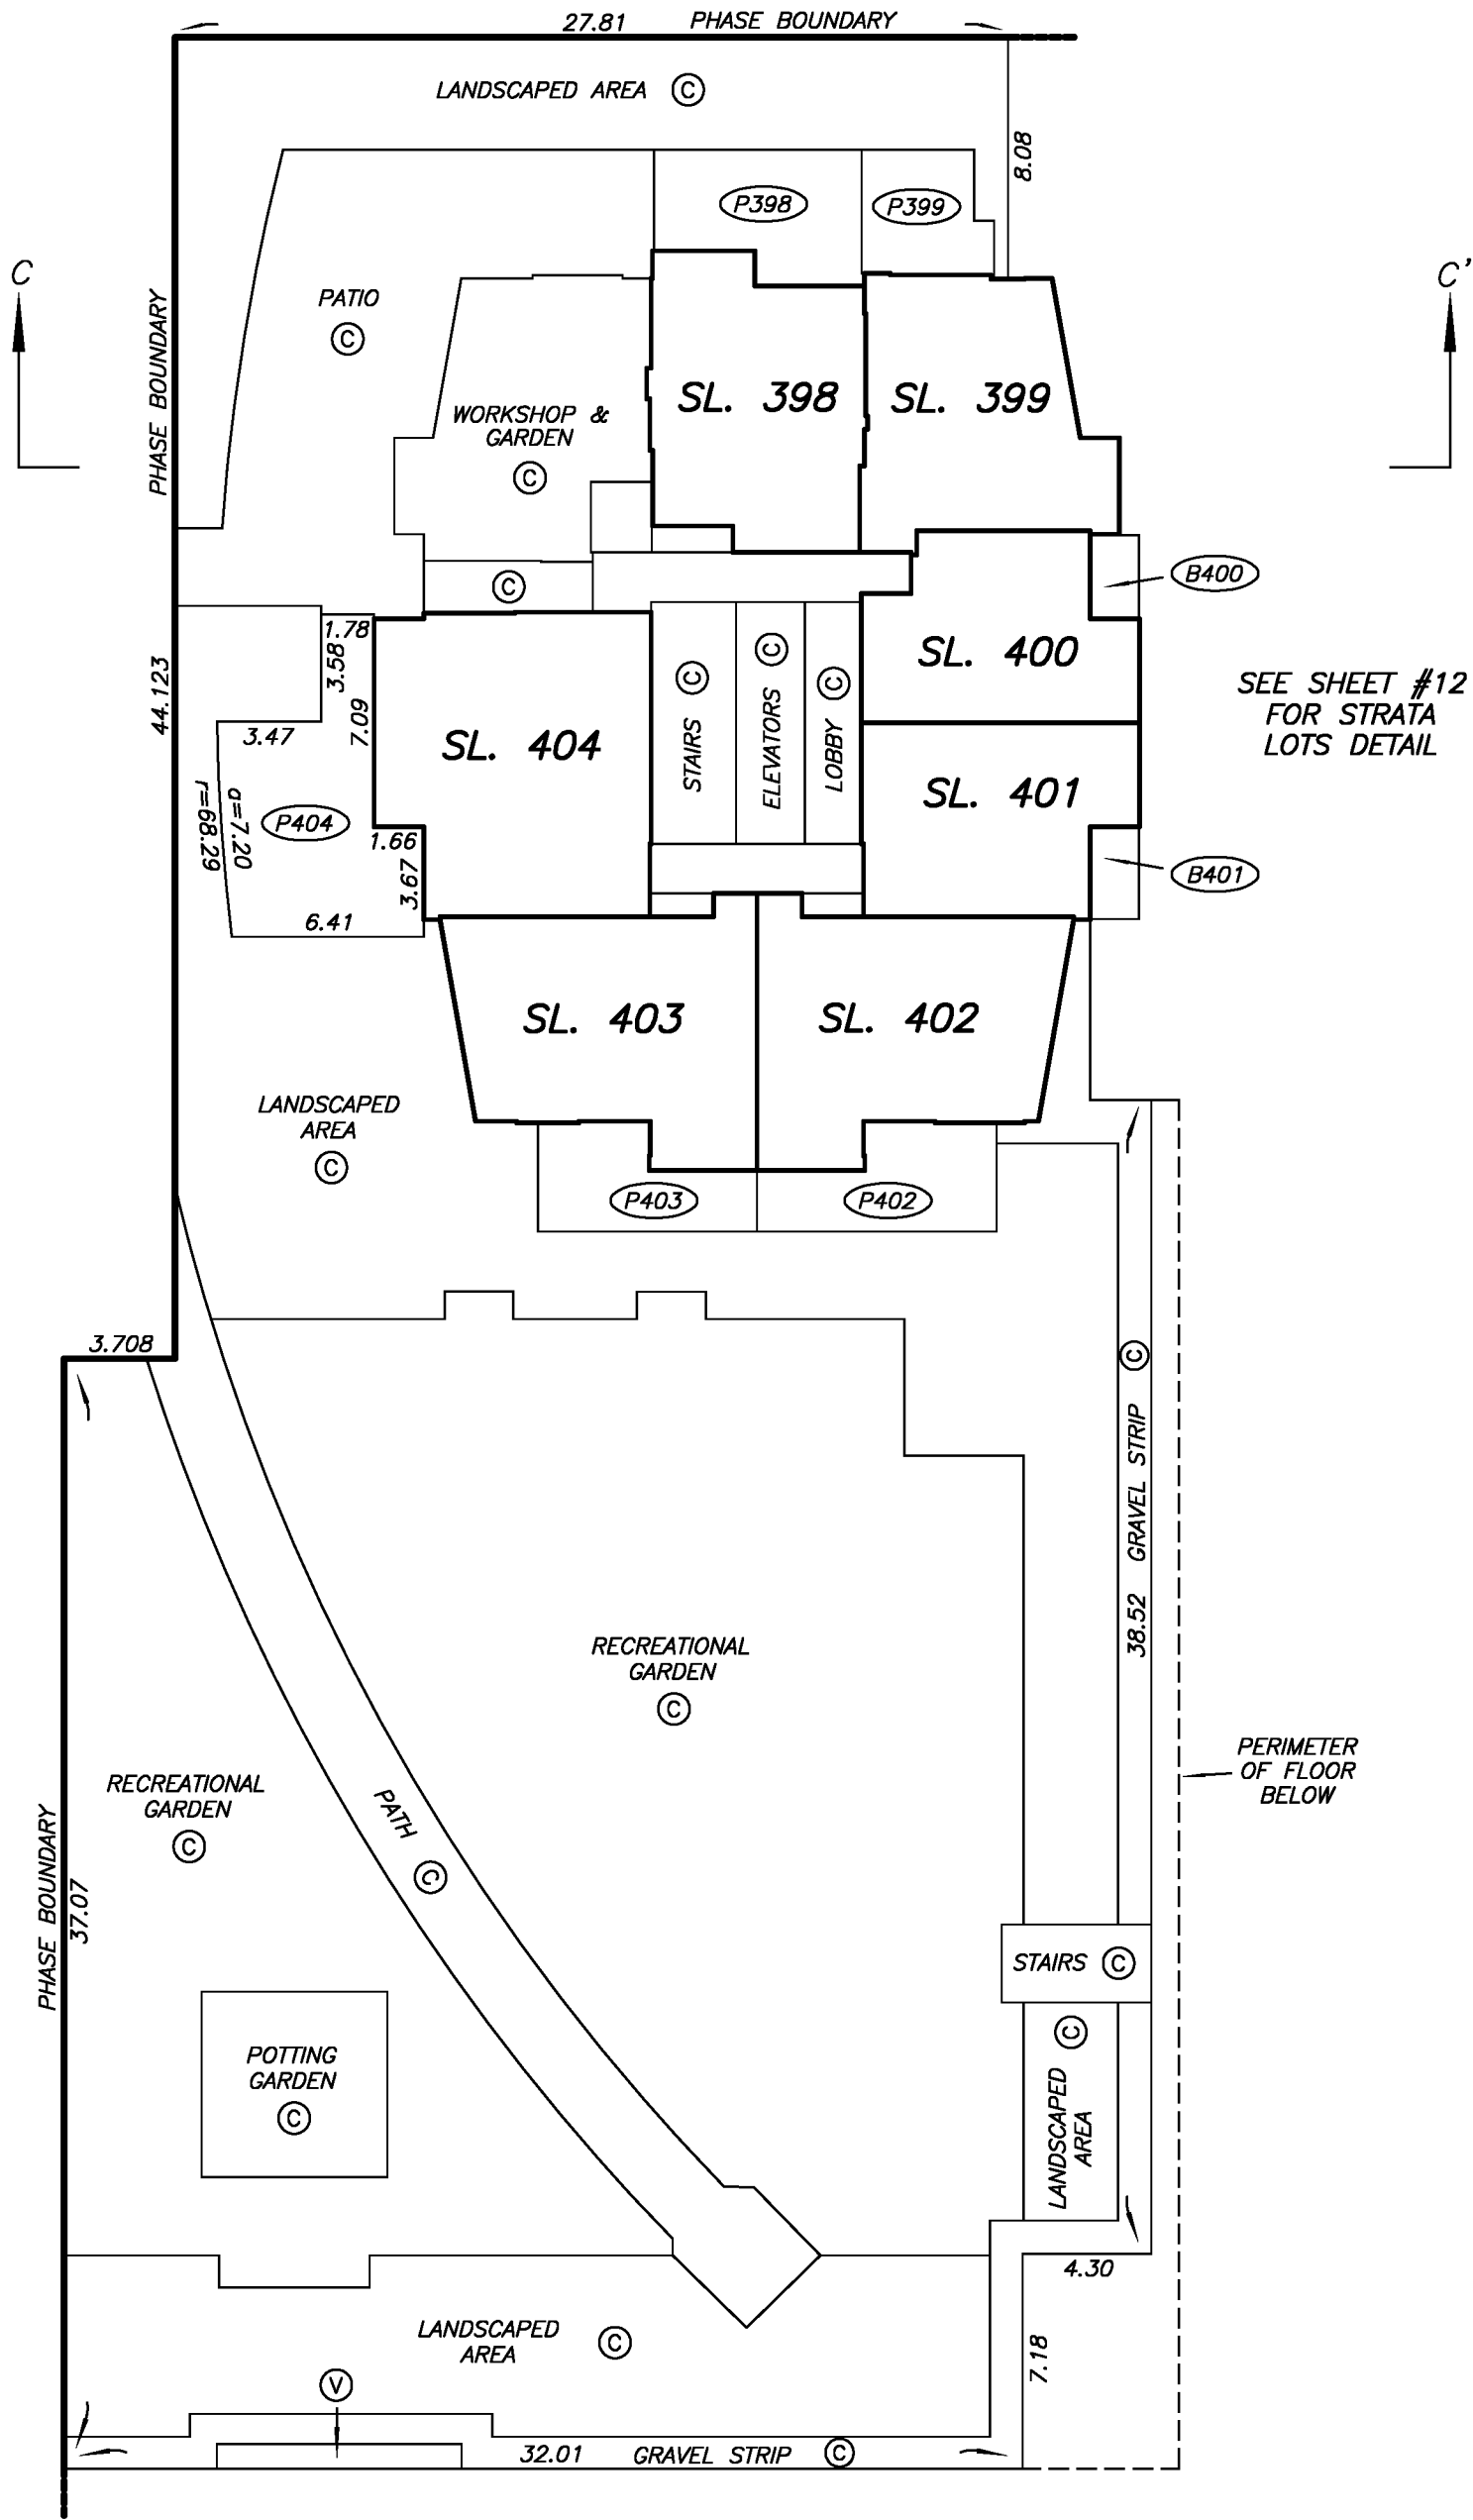 27.81 PHASE BOUNDARY
LANDSCAPED AREA C
8.08
P398
P399
C
C'
PATIO
C
PHASE BOUNDARY
SL. 398
SL. 399
WORKSHOP &
GARDEN
C
C
B400
1.78
3.58
7.09
3.47
44.123
SL. 404
STAIRS C
ELEVATORS C
LOBBY C
SL. 400
SEE SHEET #12
FOR STRATA
LOTS DETAIL
SL. 401
r=68.29
a=7.20
P404
1.66
3.67
6.41
B401
SL. 403
SL. 402
LANDSCAPED
AREA
C
P403
P402
3.708
38.52 GRAVEL STRIP C
RECREATIONAL
GARDEN
C
PERIMETER
OF FLOOR
BELOW
RECREATIONAL
GARDEN
C
PATH C
PHASE BOUNDARY
37.07
STAIRS C
POTTING
GARDEN
C
LANDSCAPED
AREA
C
4.30
LANDSCAPED
AREA
C
7.18
V
32.01 GRAVEL STRIP C